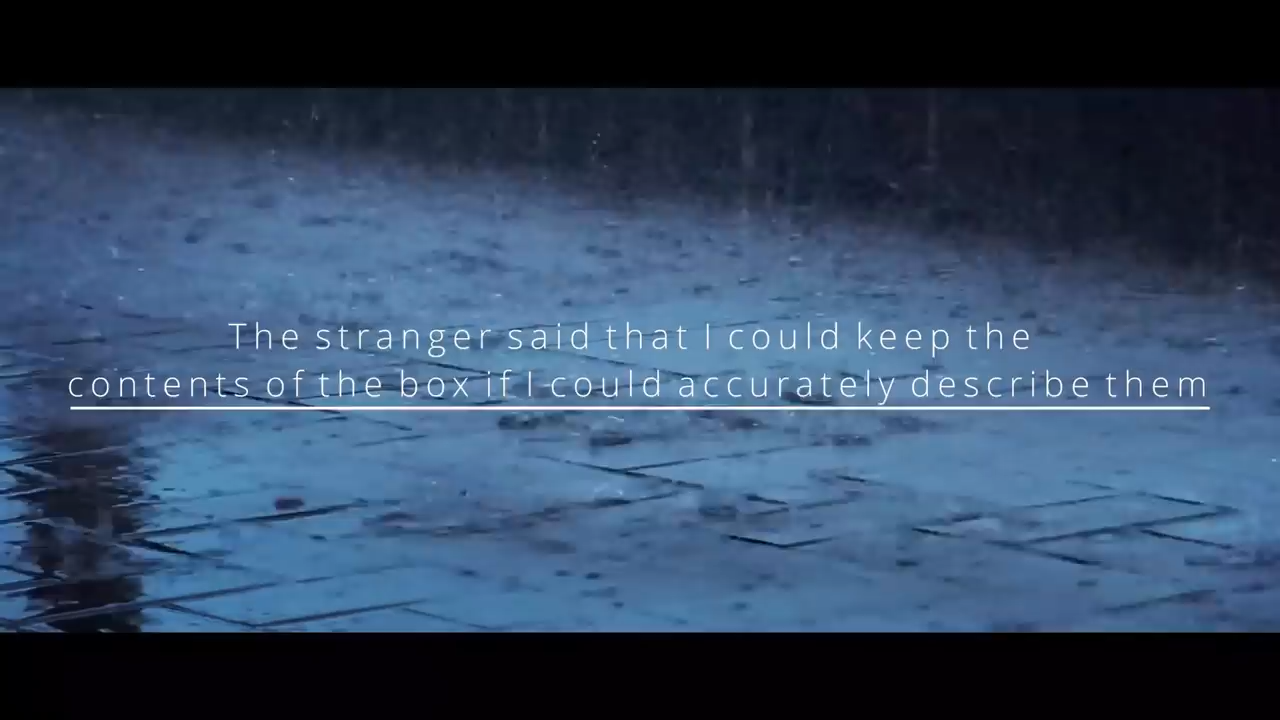 The stranger said that I could keep the
contents of the box if I could accurately describe them